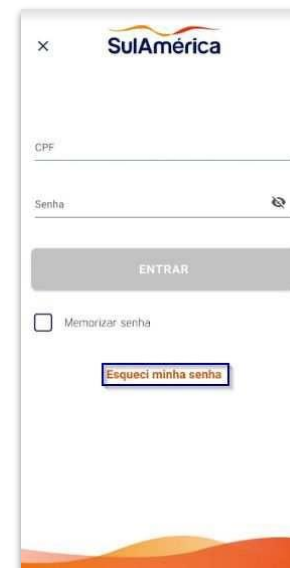 SulAmérica
CPF
Senha
ENTRAR
Memorizar senha
Esqueci minha senha